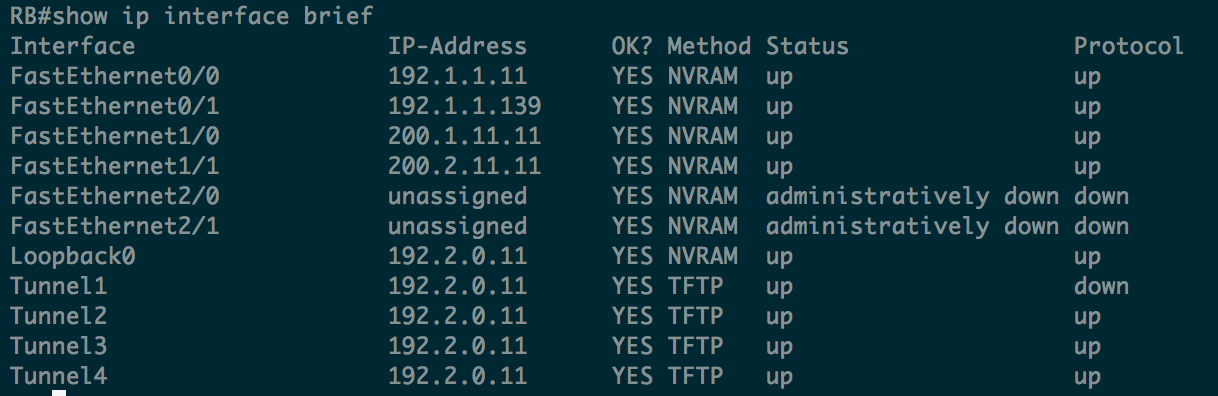 RB#show ip interface brief
Interface                  IP-Address      OK? Method Status                Protocol
FastEthernet0/0            192.1.1.11      YES NVRAM  up                    up
FastEthernet0/1            192.1.1.139     YES NVRAM  up                    up
FastEthernet1/0            200.1.11.11     YES NVRAM  up                    up
FastEthernet1/1            200.2.11.11     YES NVRAM  up                    up
FastEthernet2/0            unassigned      YES NVRAM  administratively down down
FastEthernet2/1            unassigned      YES NVRAM  administratively down down
Loopback0                  192.2.0.11      YES NVRAM  up                    up
Tunnel1                    192.2.0.11      YES TFTP   up                    down
Tunnel2                    192.2.0.11      YES TFTP   up                    up
Tunnel3                    192.2.0.11      YES TFTP   up                    up
Tunnel4                    192.2.0.11      YES TFTP   up                    up